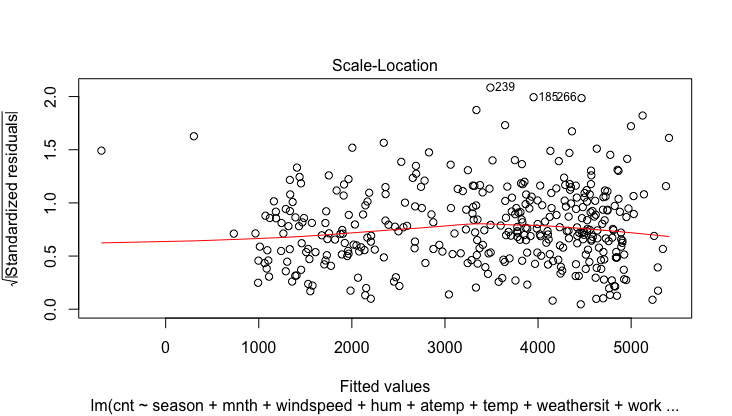 Scale-Location
√|Standardized residuals|
2.0
1.5
1.0
0.5
0.0
239
185
266
0 1000 2000 3000 4000 5000
Fitted values
lm(cnt ~ season + mnth + windspeed + hum + atemp + temp + weathersit + work ...